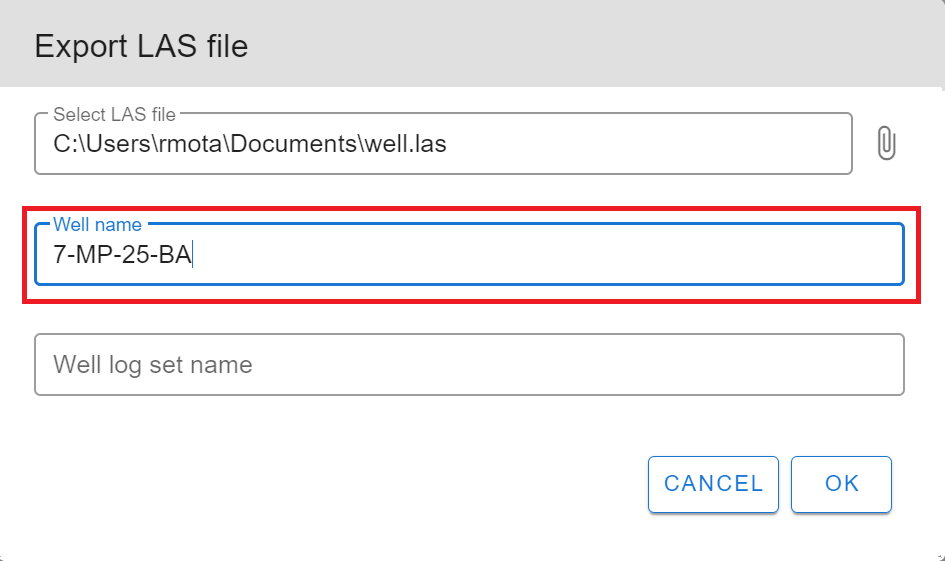 Export LAS file
Select LAS file
C:\Users\rmota\Documents\well.las
Well name
7-MP-25-BA
Well log set name
CANCEL OK